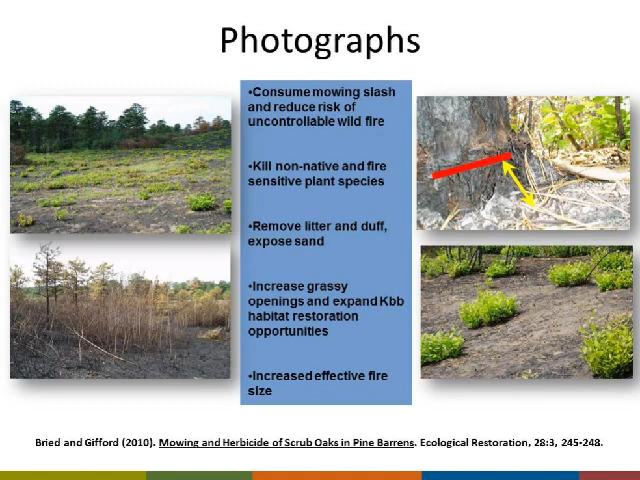 Photographs
•Consume mowing slash
and reduce risk of
uncontrollable wild fire
•Kill non-native and fire
sensitive plant species
•Remove litter and duff,
expose sand
•Increase grassy
openings and expand Kbb
habitat restoration
opportunities
•Increased effective fire
size
Bried and Gifford (2010). Mowing and Herbicide of Scrub Oaks in Pine Barrens. Ecological Restoration, 28:3, 245-248.